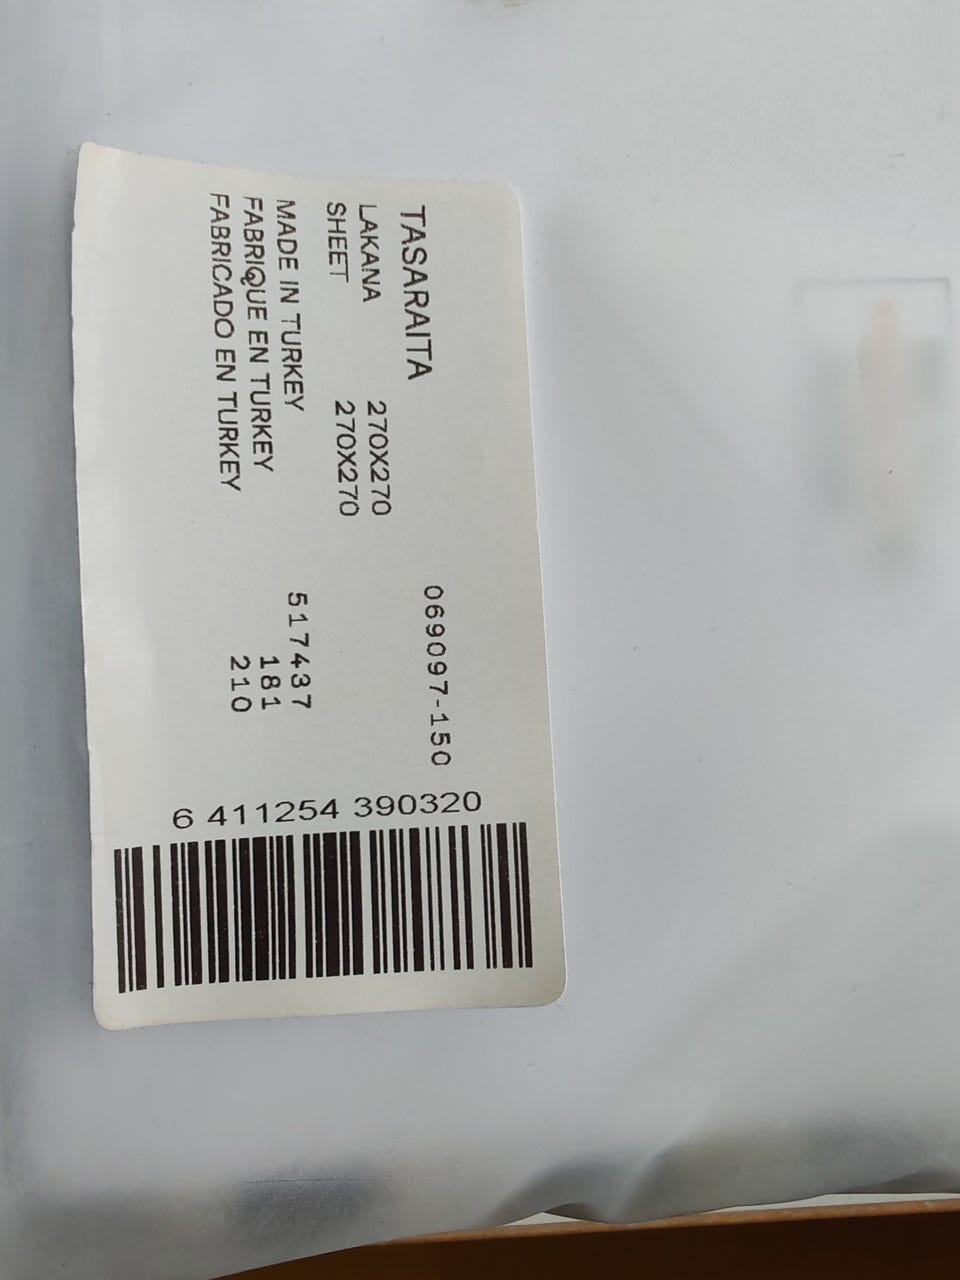 TASARAITA 069097-150
LAKANA 270X270
SHEET 270X270
MADE IN TURKEY 517437
FABRIQUE EN TURKEY 181
FABRICADO EN TURKEY 210
6 411254 390320